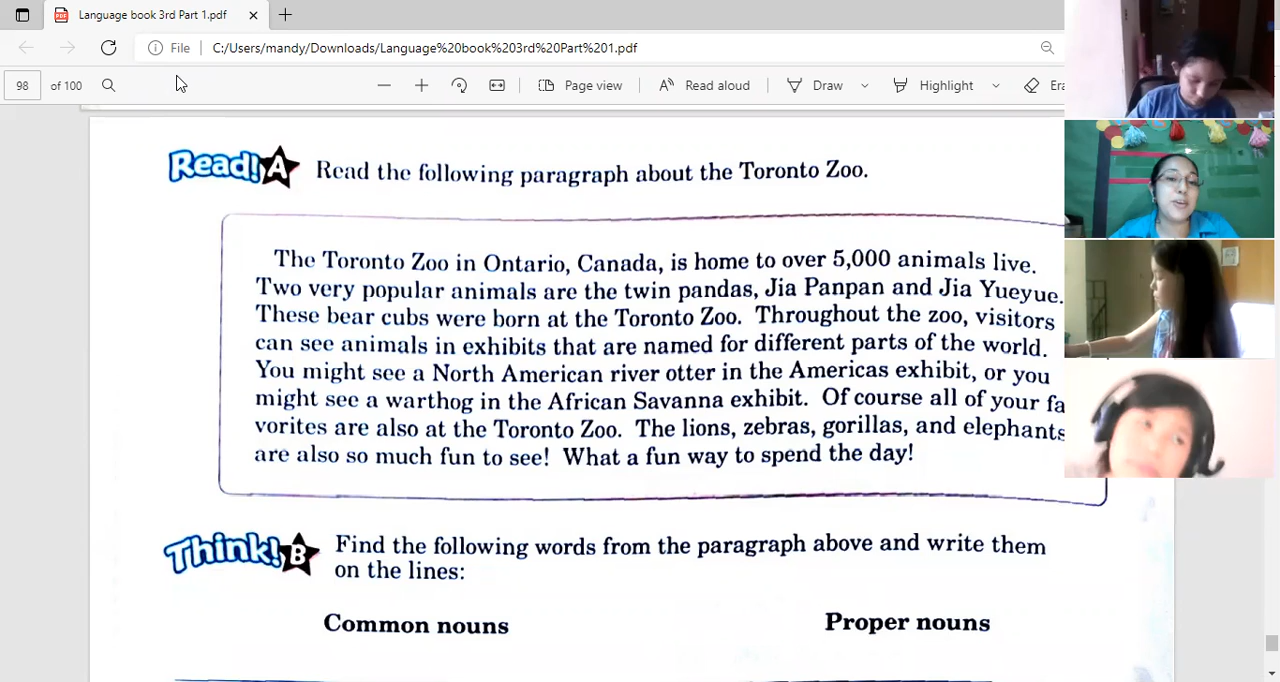 Language book 3rd Part 1.pdf
File C:/Users/mandy/Downloads/Language%20book%203rd%20Part%201.pdf
98 of 100 Page view Read aloud Draw Highlight Era
Read! A Read the following paragraph about the Toronto Zoo.
The Toronto Zoo in Ontario, Canada, is home to over 5,000 animals live.
Two very popular animals are the twin pandas, Jia Panpan and Jia Yueyue.
These bear cubs were born at the Toronto Zoo. Throughout the zoo, visitors
can see animals in exhibits that are named for different parts of the world.
You might see a North American river otter in the Americas exhibit, or you
might see a warthog in the African Savanna exhibit. Of course all of your fa
vorites are also at the Toronto Zoo. The lions, zebras, gorillas, and elephants
are also so much fun to see! What a fun way to spend the day!
Think! B Find the following words from the paragraph above and write them
on the lines:
Common nouns Proper nouns